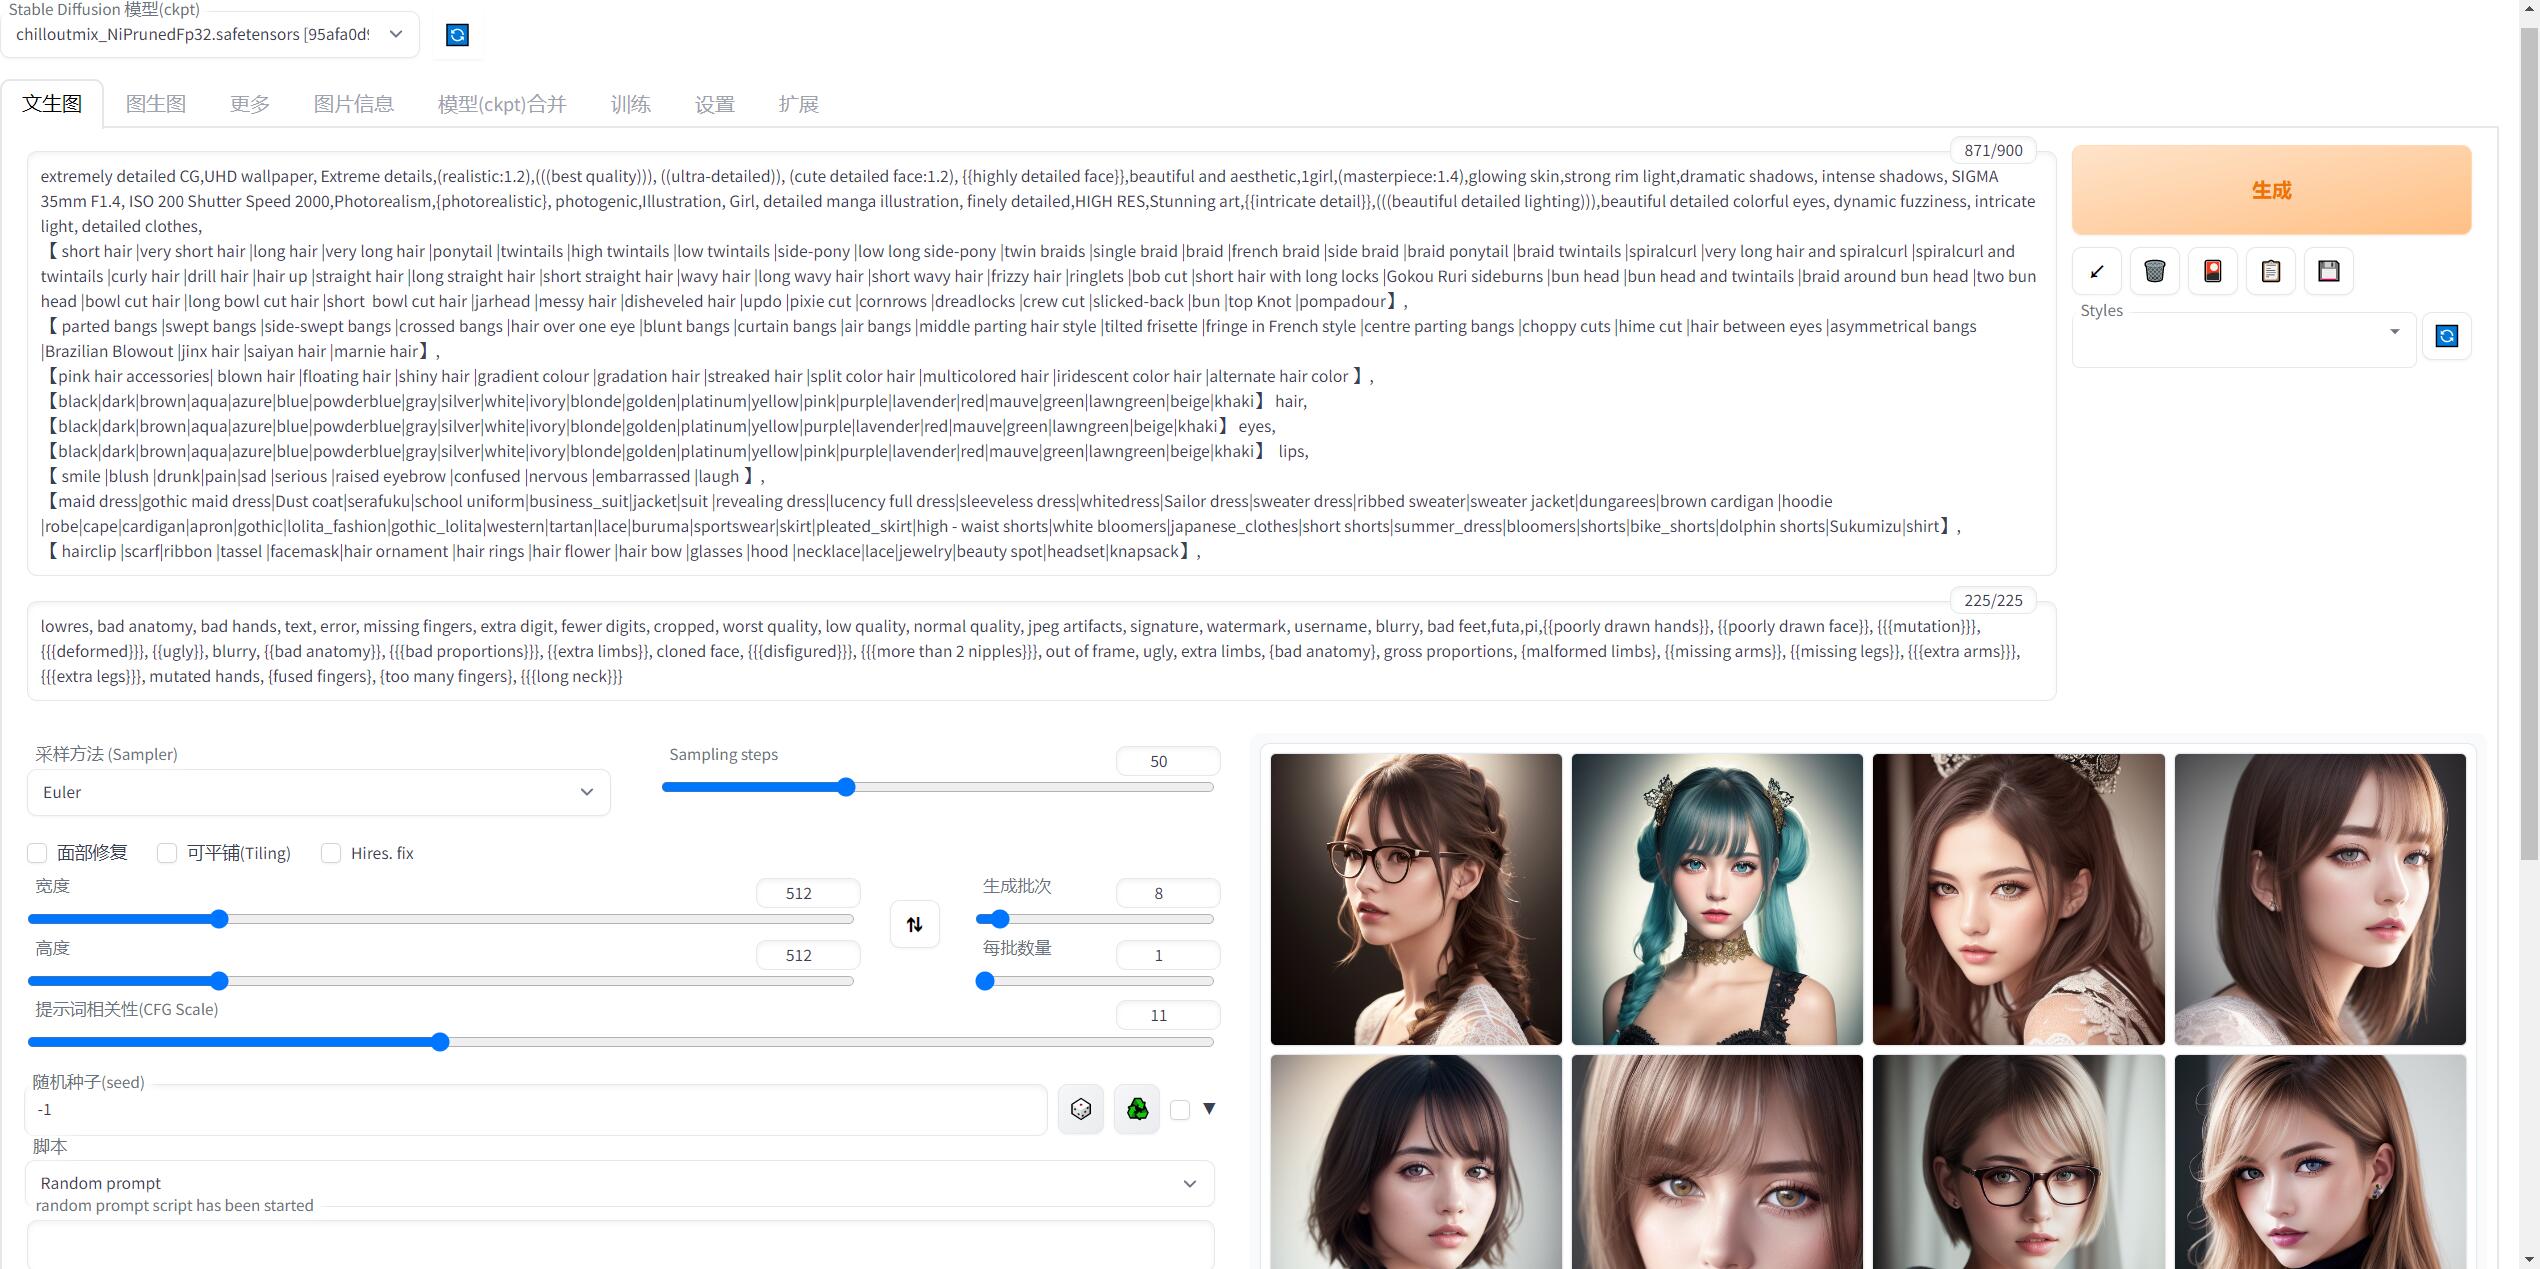 Stable Diffusion 模型(ckpt)
chilloutmix_NiPrunedFp32.safetensors [95afa0d9
文生图 图生图 更多 图片信息 模型(ckpt)合并 训练 设置 扩展
871/900
extremely detailed CG,UHD wallpaper, Extreme details,(realistic:1.2),(((best quality))), ((ultra-detailed)), (cute detailed face:1.2), {{highly detailed face}},beautiful and aesthetic,1girl,(masterpiece:1.4),glowing skin,strong rim light,dramatic shadows, intense shadows, SIGMA
35mm F1.4, ISO 200 Shutter Speed 2000,Photorealism,{photorealistic}, photogenic,Illustration, Girl, detailed manga illustration, finely detailed,HIGH RES,Stunning art,{{intricate detail}},(((beautiful detailed lighting))),beautiful detailed colorful eyes, dynamic fuzziness, intricate
light, detailed clothes,
【 short hair |very short hair |long hair |very long hair |ponytail |twintails |high twintails |low twintails |side-pony |low long side-pony |twin braids |single braid |braid |french braid |side braid |braid ponytail |braid twintails |spiralcurl |very long hair and spiralcurl |spiralcurl and
twintails |curly hair |drill hair |hair up |straight hair |long straight hair |short straight hair |wavy hair |long wavy hair |short wavy hair |frizzy hair |ringlets |bob cut |short hair with long locks |Gokou Ruri sideburns |bun head |bun head and twintails |braid around bun head |two bun
head |bowl cut hair |long bowl cut hair |short  bowl cut hair |jarhead |messy hair |disheveled hair |updo |pixie cut |cornrows |dreadlocks |crew cut |slicked-back |bun |top Knot |pompadour】,
【 parted bangs |swept bangs |side-swept bangs |crossed bangs |hair over one eye |blunt bangs |curtain bangs |air bangs |middle parting hair style |tilted frisette |fringe in French style |centre parting bangs |choppy cuts |hime cut |hair between eyes |asymmetrical bangs
|Brazilian Blowout |jinx hair |saiyan hair |marnie hair】,
【pink hair accessories| blown hair |floating hair |shiny hair |gradient colour |gradation hair |streaked hair |split color hair |multicolored hair |iridescent color hair |alternate hair color 】,
【black|dark|brown|aqua|azure|blue|powderblue|gray|silver|white|ivory|blonde|golden|platinum|yellow|pink|purple|lavender|red|mauve|green|lawngreen|beige|khaki】 hair,
【black|dark|brown|aqua|azure|blue|powderblue|gray|silver|white|ivory|blonde|golden|platinum|yellow|purple|lavender|red|mauve|green|lawngreen|beige|khaki】 eyes,
【black|dark|brown|aqua|azure|blue|powderblue|gray|silver|white|ivory|blonde|golden|platinum|yellow|pink|purple|lavender|red|mauve|green|lawngreen|beige|khaki】 lips,
【 smile |blush |drunk|pain|sad |serious |raised eyebrow |confused |nervous |embarrassed |laugh 】,
【maid dress|gothic maid dress|Dust coat|serafuku|school uniform|business_suit|jacket|suit |revealing dress|lucency full dress|sleeveless dress|whitedress|Sailor dress|sweater dress|ribbed sweater|sweater jacket|dungarees|brown cardigan |hoodie
|robe|cape|cardigan|apron|gothic|lolita_fashion|gothic_lolita|western|tartan|lace|buruma|sportswear|skirt|pleated_skirt|high - waist shorts|white bloomers|japanese_clothes|short shorts|summer_dress|bloomers|shorts|bike_shorts|dolphin shorts|Sukumizu|shirt】,
【 hairclip |scarf|ribbon |tassel |facemask|hair ornament |hair rings |hair flower |hair bow |glasses |hood |necklace|lace|jewelry|beauty spot|headset|knapsack】,
生成
Styles
225/225
lowres, bad anatomy, bad hands, text, error, missing fingers, extra digit, fewer digits, cropped, worst quality, low quality, normal quality, jpeg artifacts, signature, watermark, username, blurry, bad feet,futa,pi,{{poorly drawn hands}}, {{poorly drawn face}}, {{{mutation}}},
{{{deformed}}}, {{ugly}}, blurry, {{bad anatomy}}, {{{bad proportions}}}, {{extra limbs}}, cloned face, {{{disfigured}}}, {{{more than 2 nipples}}}, out of frame, ugly, extra limbs, {bad anatomy}, gross proportions, {malformed limbs}, {{missing arms}}, {{missing legs}}, {{{extra arms}}},
{{{extra legs}}}, mutated hands, {fused fingers}, {too many fingers}, {{{long neck}}}
采样方法 (Sampler)
Euler
Sampling steps
50
面部修复 可平铺(Tiling) Hires. fix
宽度
512
生成批次
8
高度
512
每批数量
1
提示词相关性(CFG Scale)
11
随机种子(seed)
-1
脚本
Random prompt
random prompt script has been started